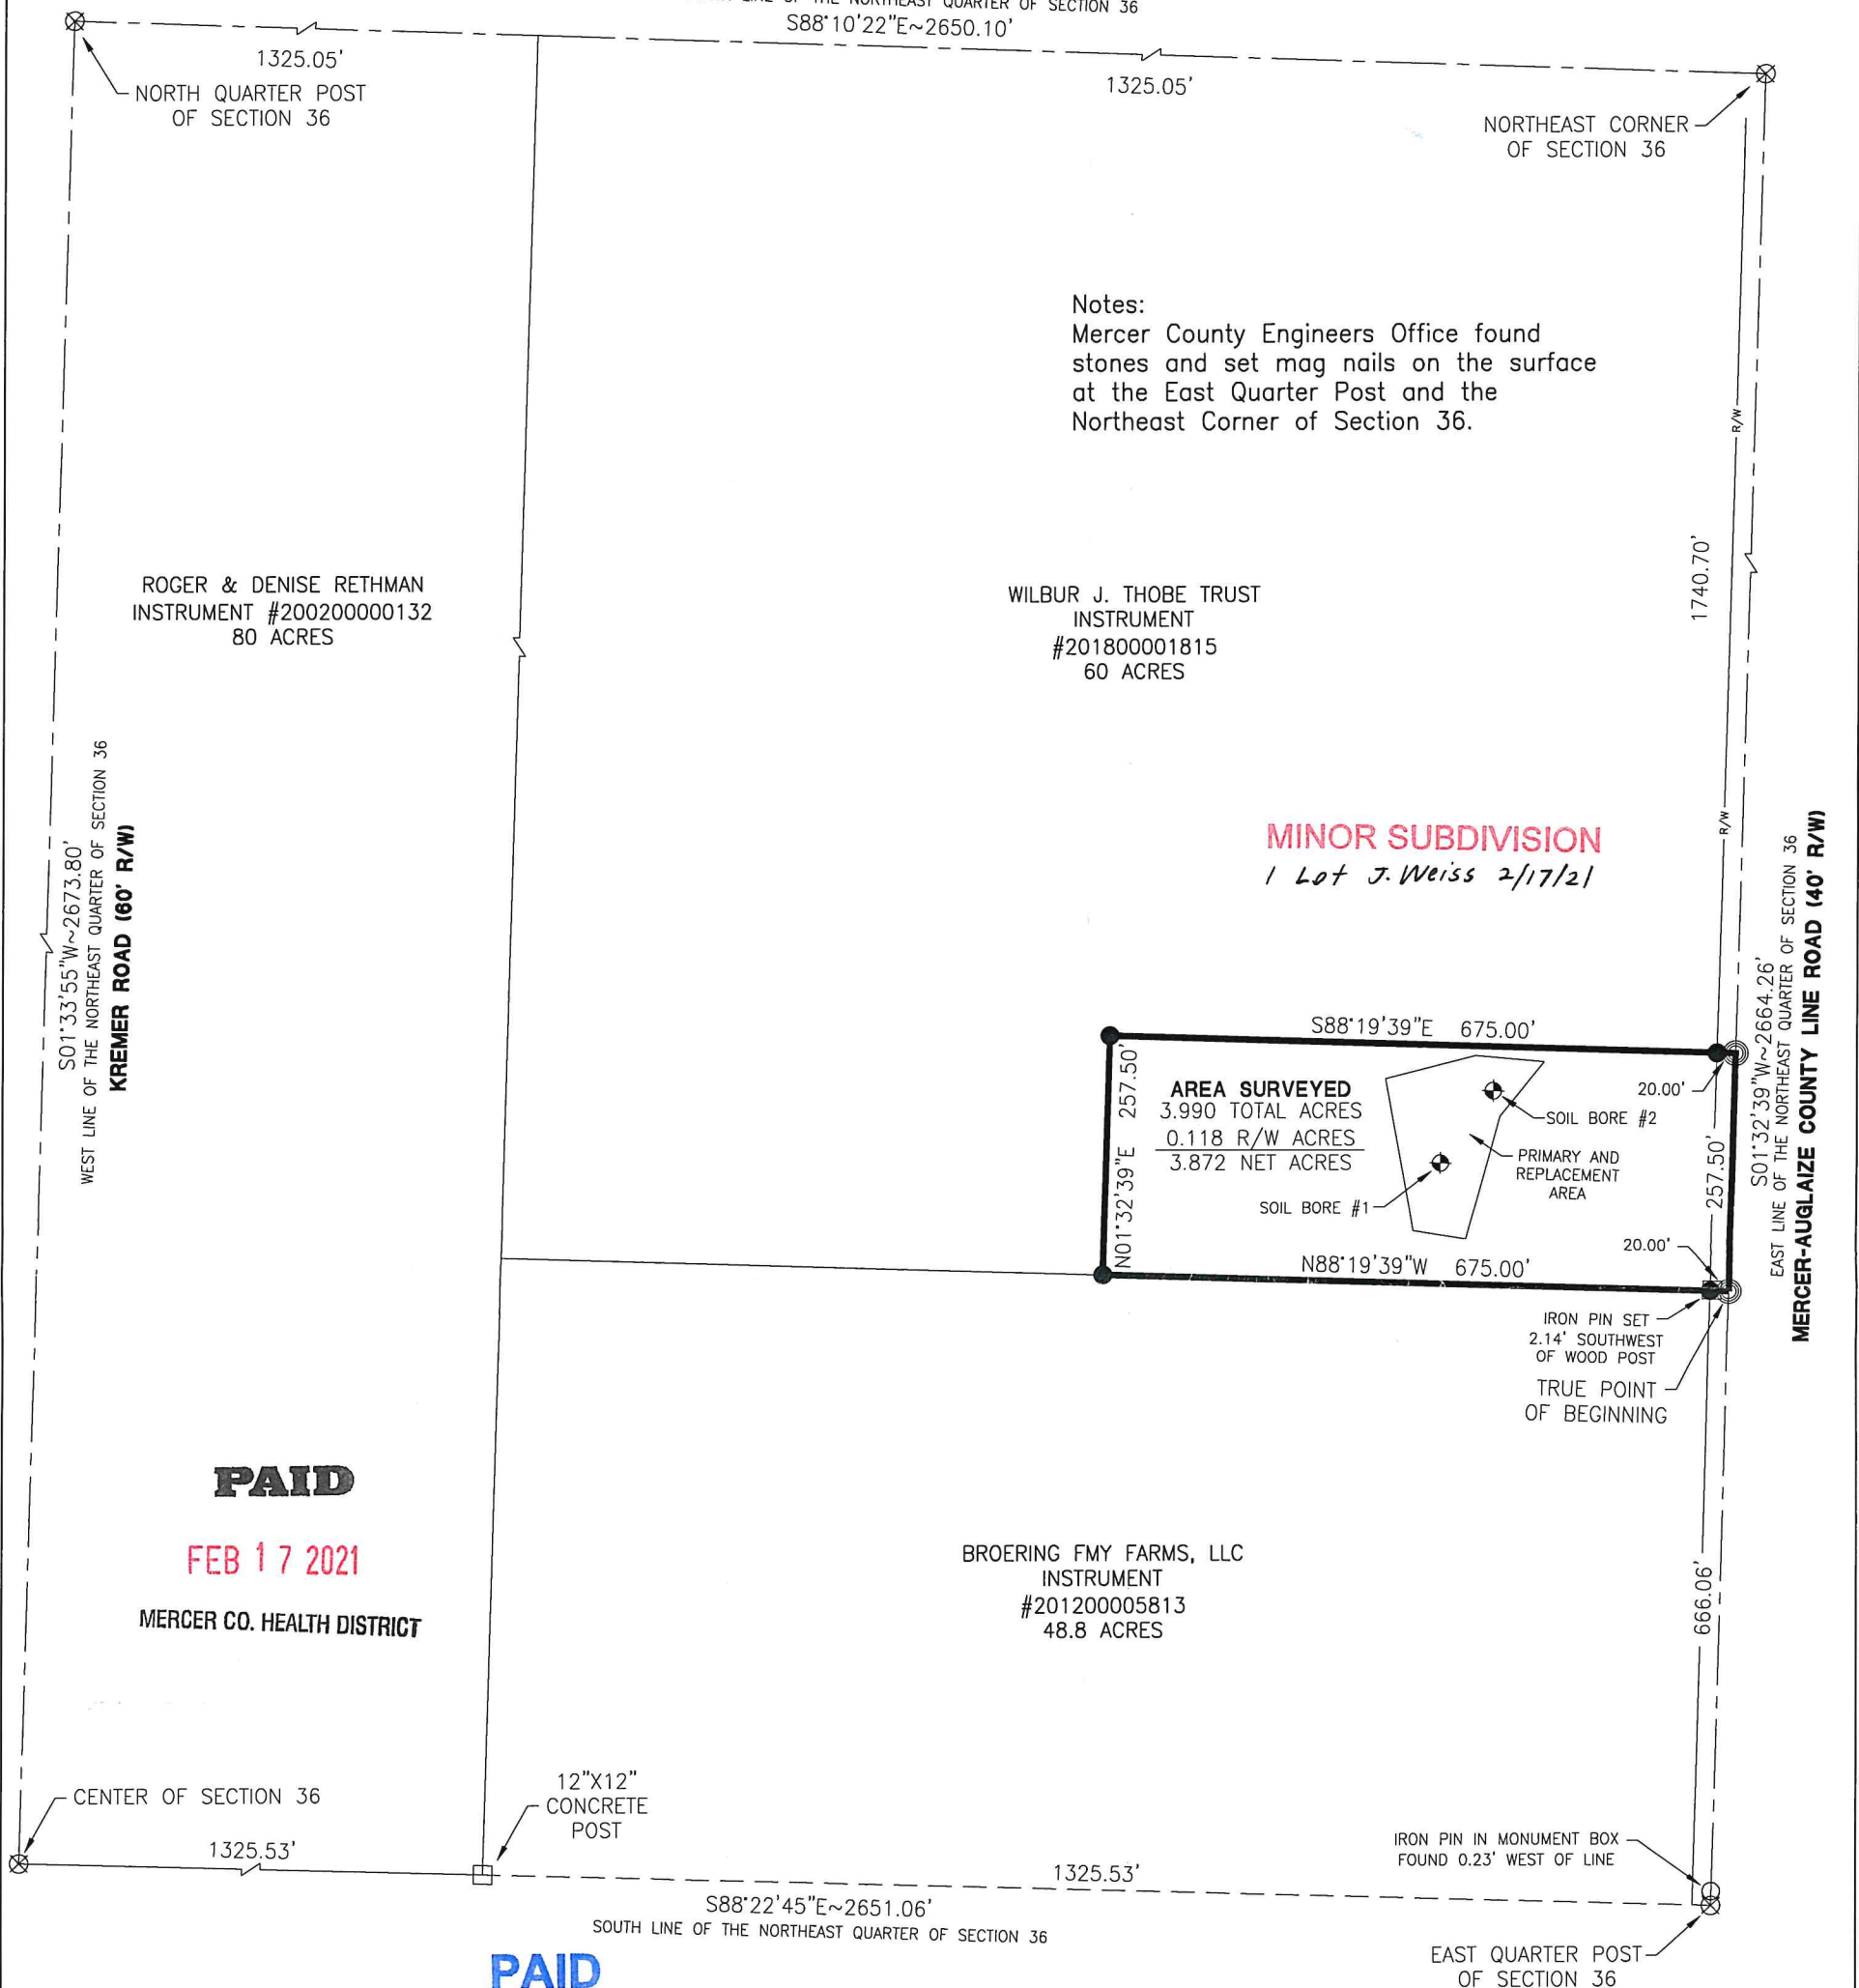 LINE OF THE NORTHEAST QUARTER OF SECTION 36
S88°10'22"E~2650.10'
1325.05'
1325.05'
NORTH QUARTER POST
OF SECTION 36
NORTHEAST CORNER
OF SECTION 36
Notes:
Mercer County Engineers Office found
stones and set mag nails on the surface
at the East Quarter Post and the
Northeast Corner of Section 36.
R/W
1740.70'
ROGER & DENISE RETHMAN
INSTRUMENT #200200000132
80 ACRES
WILBUR J. THOBE TRUST
INSTRUMENT
#201800001815
60 ACRES
S01°33'55"W~2673.80'
WEST LINE OF THE NORTHEAST QUARTER OF SECTION 36
KREMER ROAD (60' R/W)
MINOR SUBDIVISION
1 Lot J. Weiss 2/17/21
R/W
S01°32'39"W~2664.26'
EAST LINE OF THE NORTHEAST QUARTER OF SECTION 36
MERCER-AUGLAIZE COUNTY LINE ROAD (40' R/W)
S88°19'39"E 675.00'
N01°32'39"E 257.50'
AREA SURVEYED
3.990 TOTAL ACRES
0.118 R/W ACRES
3.872 NET ACRES
20.00'
SOIL BORE #2
PRIMARY AND
REPLACEMENT
AREA
SOIL BORE #1
257.50'
20.00'
N88°19'39"W 675.00'
IRON PIN SET
2.14' SOUTHWEST
OF WOOD POST
TRUE POINT
OF BEGINNING
PAID
FEB 17 2021
MERCER CO. HEALTH DISTRICT
BROERING FMY FARMS, LLC
INSTRUMENT
#201200005813
48.8 ACRES
666.06'
CENTER OF SECTION 36
12"X12"
CONCRETE
POST
IRON PIN IN MONUMENT BOX
FOUND 0.23' WEST OF LINE
1325.53'
1325.53'
S88°22'45"E~2651.06'
SOUTH LINE OF THE NORTHEAST QUARTER OF SECTION 36
PAID
EAST QUARTER POST
OF SECTION 36